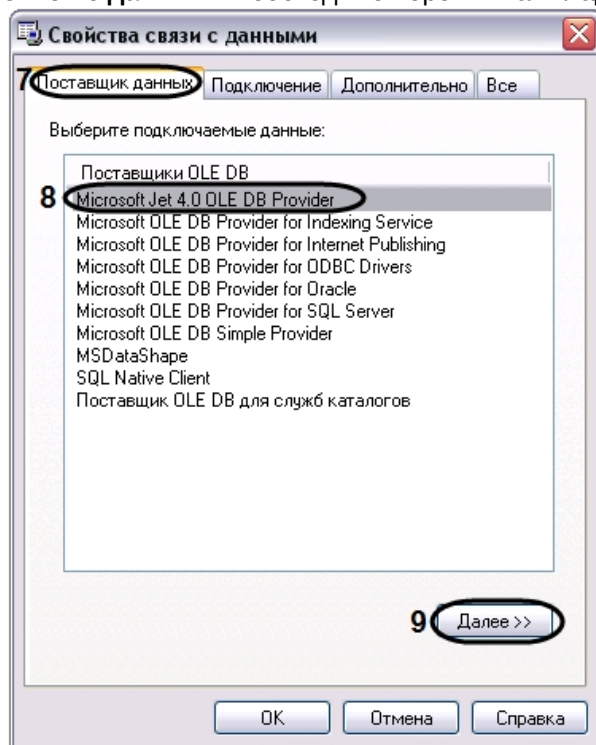 Свойства связи с данными
7 Поставщик данных Подключение Дополнительно Все
Выберите подключаемые данные:
Поставщики OLE DB
8 Microsoft Jet 4.0 OLE DB Provider
Microsoft OLE DB Provider for Indexing Service
Microsoft OLE DB Provider for Internet Publishing
Microsoft OLE DB Provider for ODBC Drivers
Microsoft OLE DB Provider for Oracle
Microsoft OLE DB Provider for SQL Server
Microsoft OLE DB Simple Provider
MSDataShape
SQL Native Client
Поставщик OLE DB для служб каталогов
9 Далее >>
OK Отмена Справка